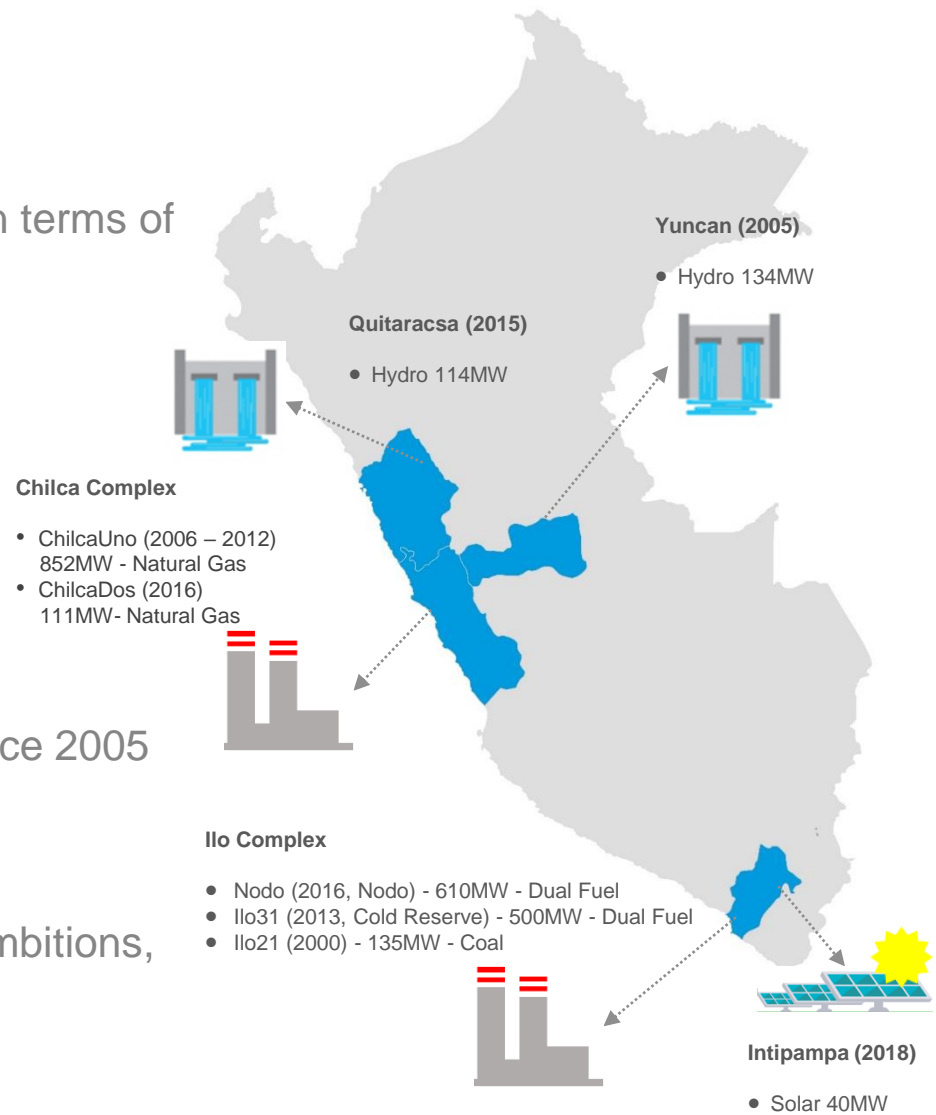 n terms of
Yuncan (2005)
● Hydro 134MW
Quitaracsa (2015)
● Hydro 114MW
Chilca Complex
• ChilcaUno (2006 – 2012)
852MW - Natural Gas
• ChilcaDos (2016)
111MW- Natural Gas
ce 2005
Ilo Complex
● Nodo (2016, Nodo) - 610MW - Dual Fuel
● Ilo31 (2013, Cold Reserve) - 500MW - Dual Fuel
● Ilo21 (2000) - 135MW - Coal
mbitions,
Intipampa (2018)
● Solar 40MW